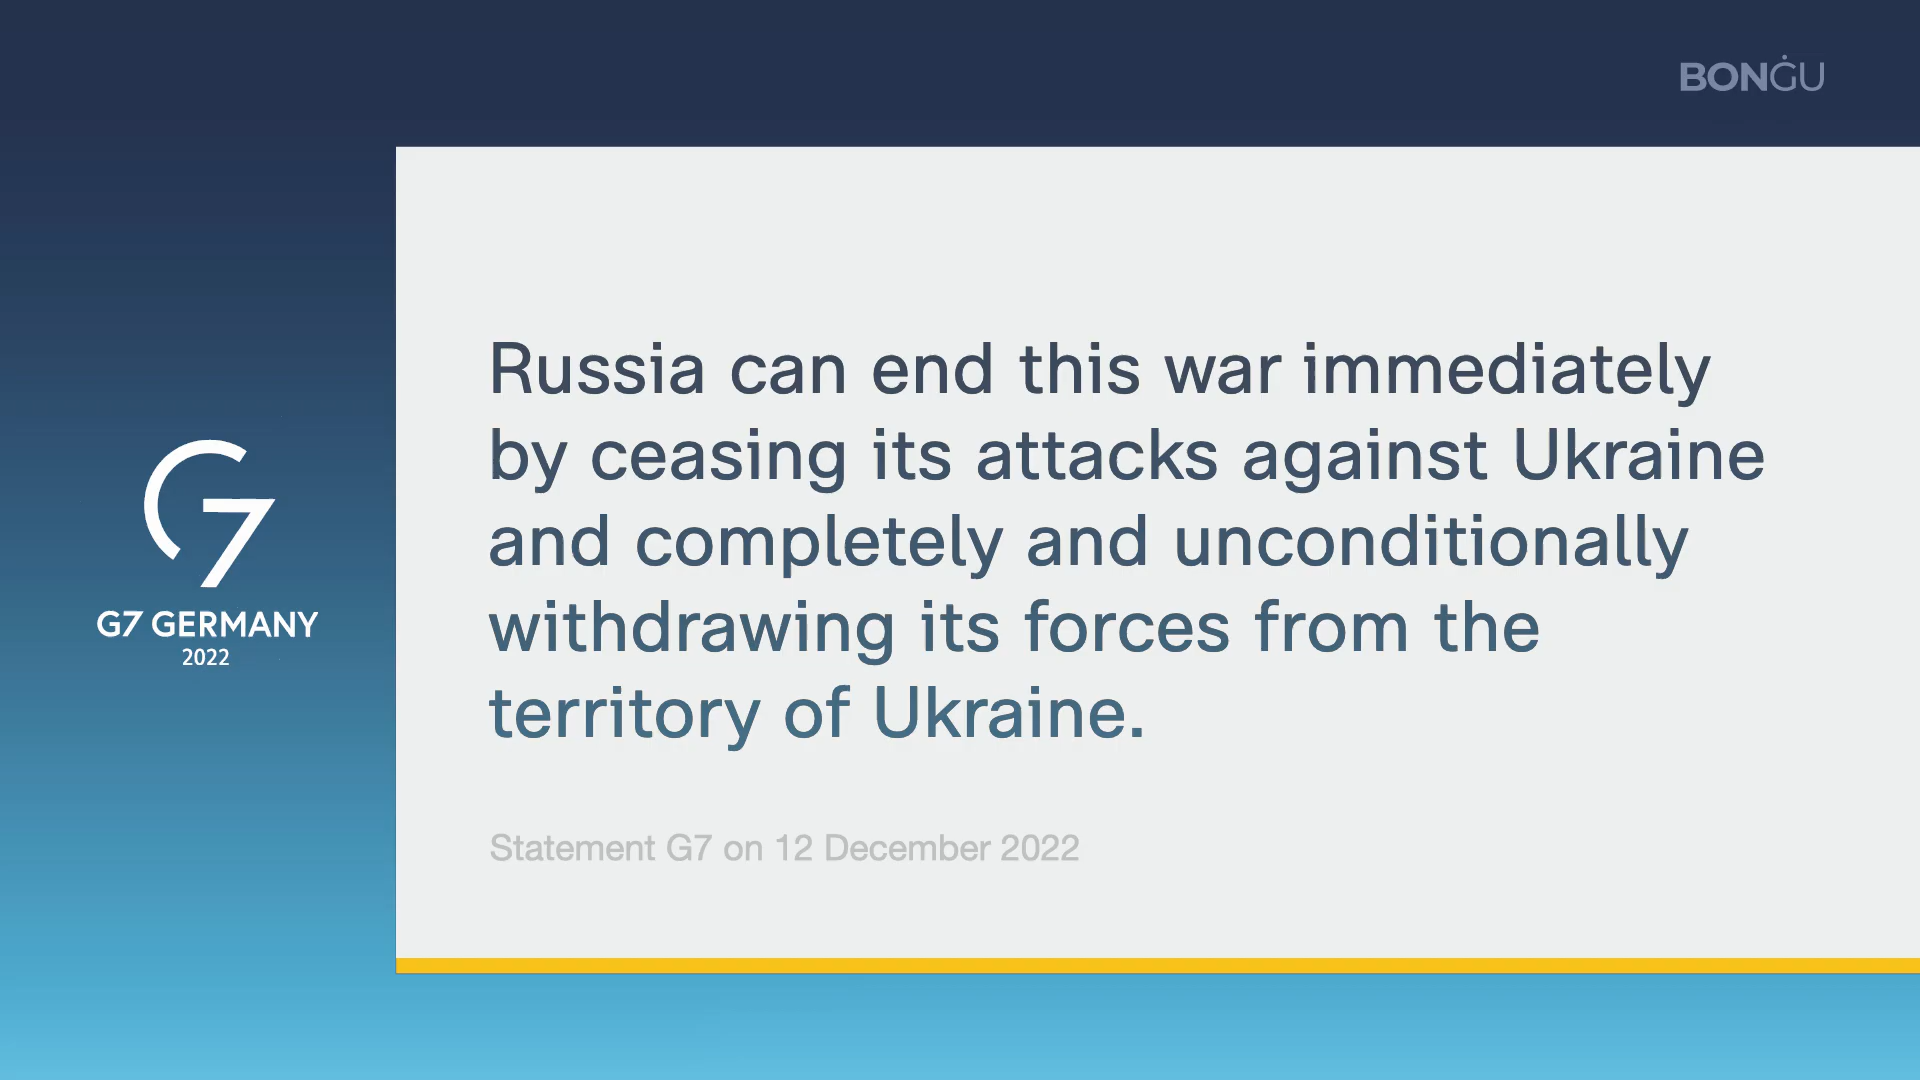 BONĠU
Russia can end this war immediately
by ceasing its attacks against Ukraine
and completely and unconditionally
withdrawing its forces from the
territory of Ukraine.
Statement G7 on 12 December 2022
G7
G7 GERMANY
2022